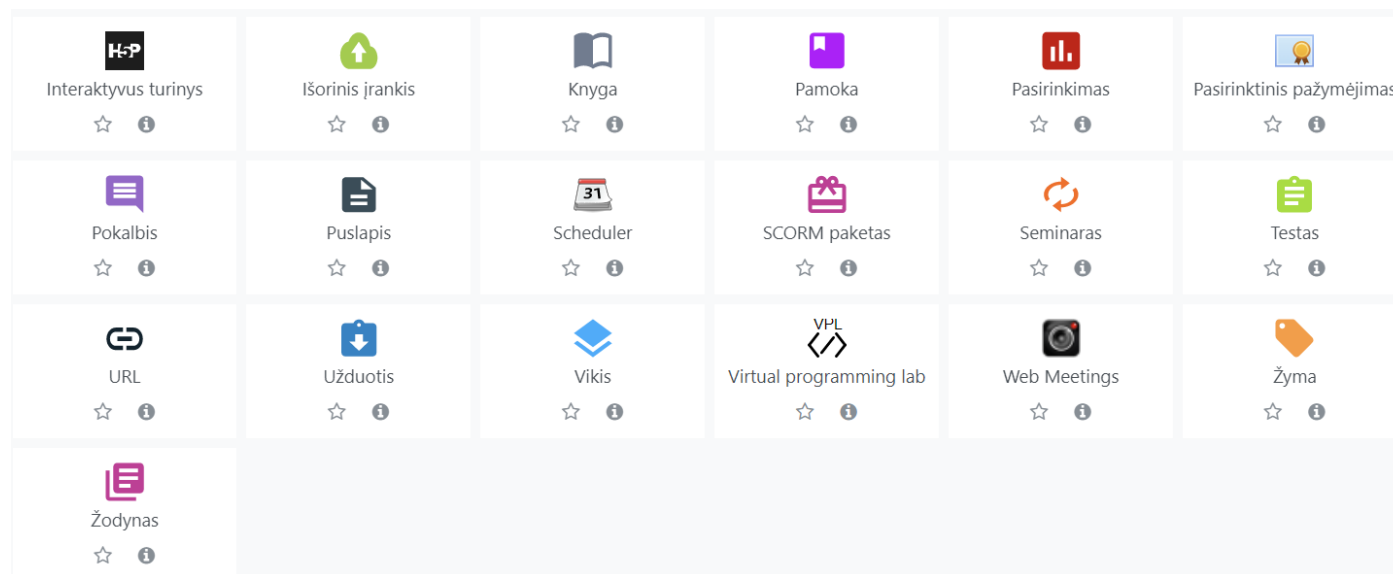 H5P
Interaktyvus turinys
Išorinis įrankis
Knyga
Pamoka
Pasirinkimas
Pasirinktinis pažymėjimas
Pokalbis
Puslapis
31
Scheduler
SCORM paketas
Seminaras
Testas
URL
Užduotis
Vikis
VPL
</>
Virtual programming lab
Web Meetings
Žyma
Žodynas